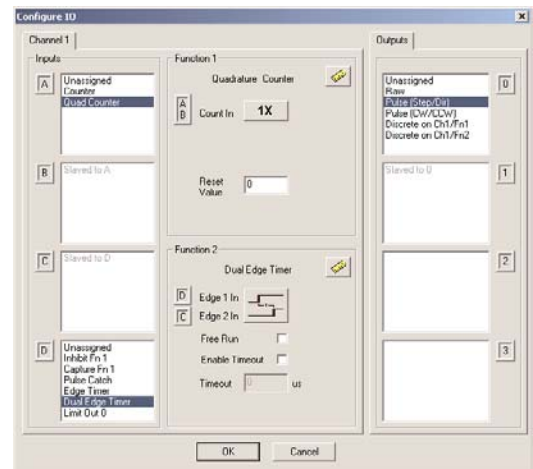 Configure IO
Channel 1
Inputs
A
Unassigned
Counter
Quad Counter
B
Slaved to A
C
Slaved to D
D
Unassigned
Inhibit Fn 1
Capture Fn 1
Pulse Catch
Edge Timer
Dual Edge Timer
Limit Out 0
Function 1
Quadrature Counter
A
B
Count In
1X
Reset
Value
0
Function 2
Dual Edge Timer
D
Edge 1 In
C
Edge 2 In
Free Run
Enable Timeout
Timeout
0
us
Outputs
Unassigned
Raw
Pulse (Step/Dir)
Pulse (CW/CCW)
Discrete on Ch1/Fn1
Discrete on Ch1/Fn2
0
Slaved to 0
1
2
3
OK
Cancel